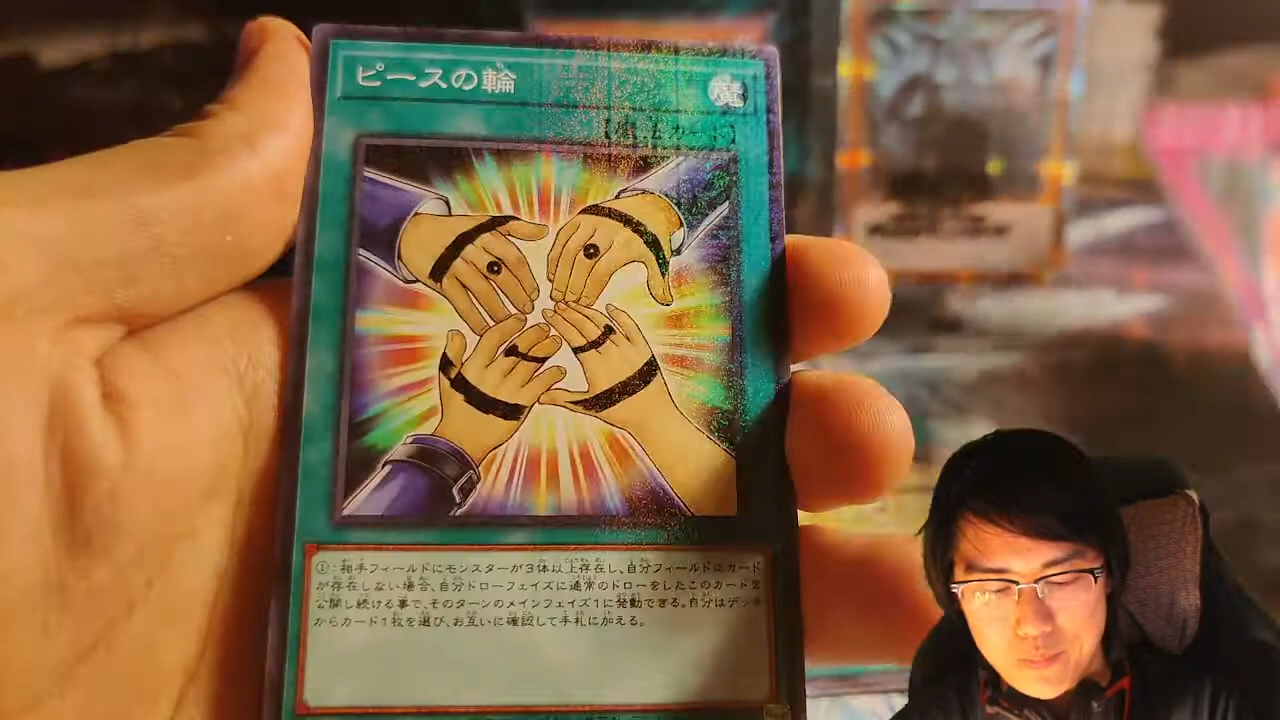 ピースの輪
魔
【魔法カード】
①:相手フィールドにモンスターが3体以上存在し、自分フィールドにカード
が存在しない場合、自分ドローフェイズに通常のドローをしたこのカードを
公開し続ける事で、そのターンのメインフェイズ1に発動できる。自分はデッキ
からカード1枚を選び、お互いに確認して手札に加える。